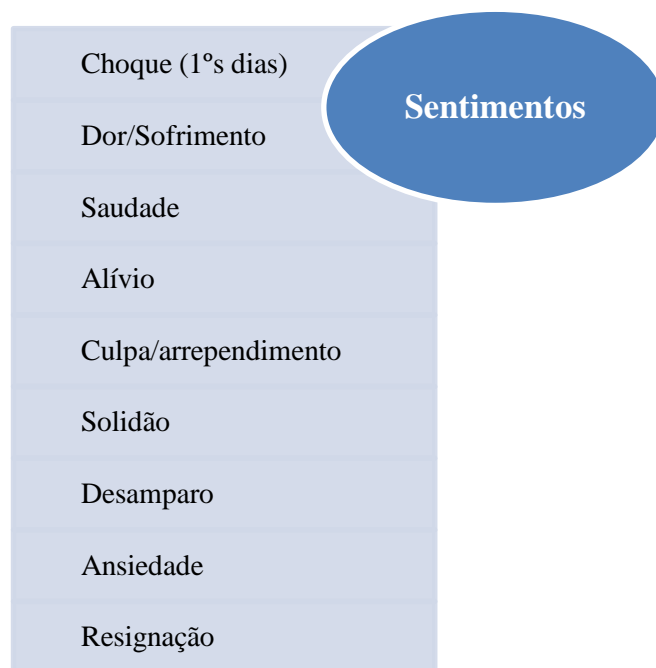 Sentimentos
Choque (1ºs dias)
Dor/Sofrimento
Saudade
Alívio
Culpa/arrependimento
Solidão
Desamparo
Ansiedade
Resignação